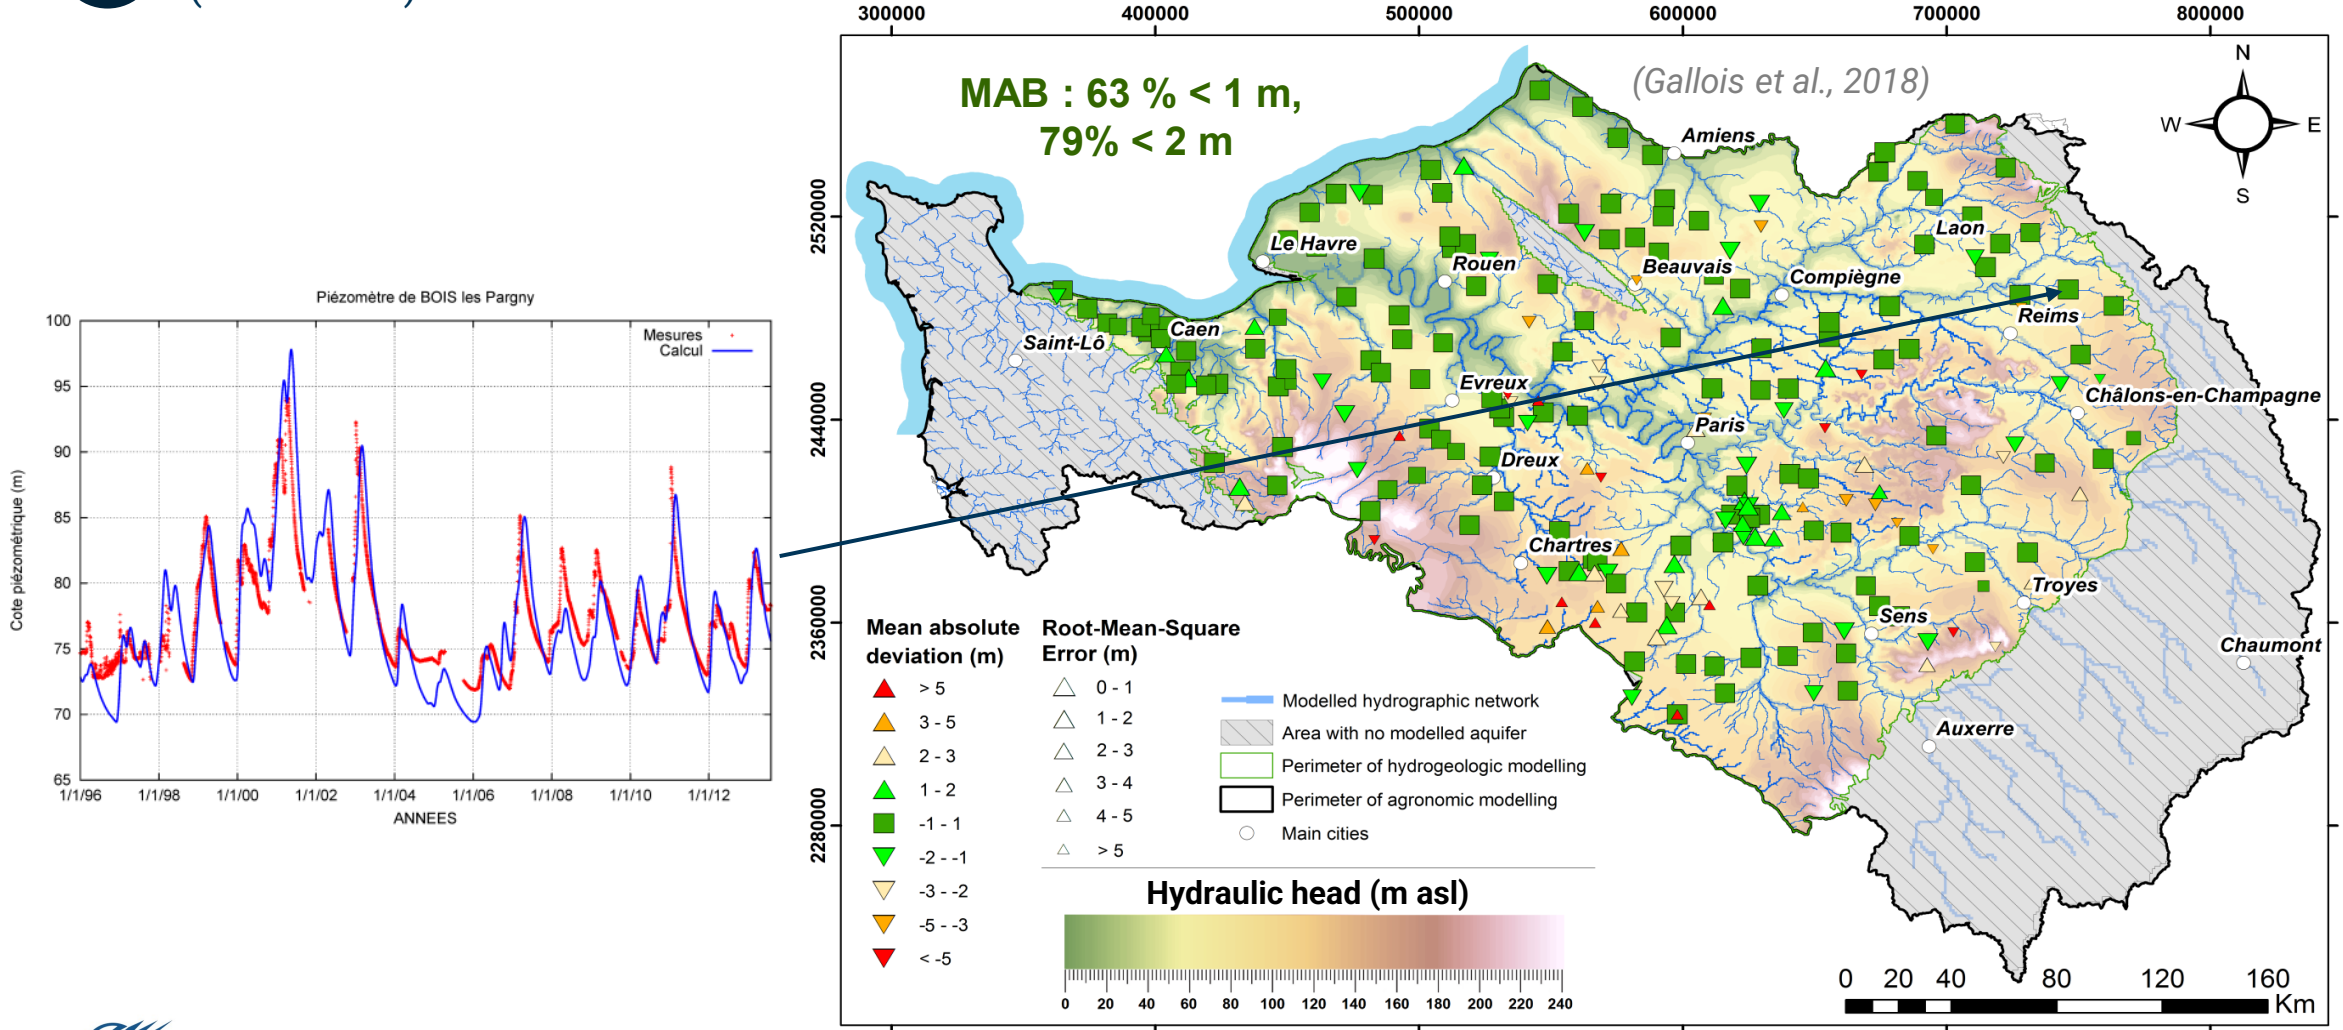 Piézomètre de BOIS les Pargny
Mesures
Calcul
Cote piézométrique (m)
100
95
90
85
80
75
70
65
1/1/96
1/1/98
1/1/00
1/1/02
1/1/04
1/1/06
1/1/08
1/1/10
1/1/12
ANNEES
300000
400000
500000
600000
700000
800000
2520000
2440000
2360000
2280000
MAB : 63 % < 1 m,
79% < 2 m
(Gallois et al., 2018)
N
W
E
S
Amiens
Laon
Le Havre
Rouen
Beauvais
Compiègne
Reims
Caen
Saint-Lô
Evreux
Châlons-en-Champagne
Paris
Dreux
Chartres
Troyes
Sens
Chaumont
Auxerre
Mean absolute
deviation (m)
> 5
3 - 5
2 - 3
1 - 2
-1 - 1
-2 - -1
-3 - -2
-5 - -3
< -5
Root-Mean-Square
Error (m)
0 - 1
1 - 2
2 - 3
3 - 4
4 - 5
> 5
Modelled hydrographic network
Area with no modelled aquifer
Perimeter of hydrogeologic modelling
Perimeter of agronomic modelling
Main cities
Hydraulic head (m asl)
0 20 40 60 80 100 120 140 160 180 200 220 240
0 20 40 80 120 160
Km